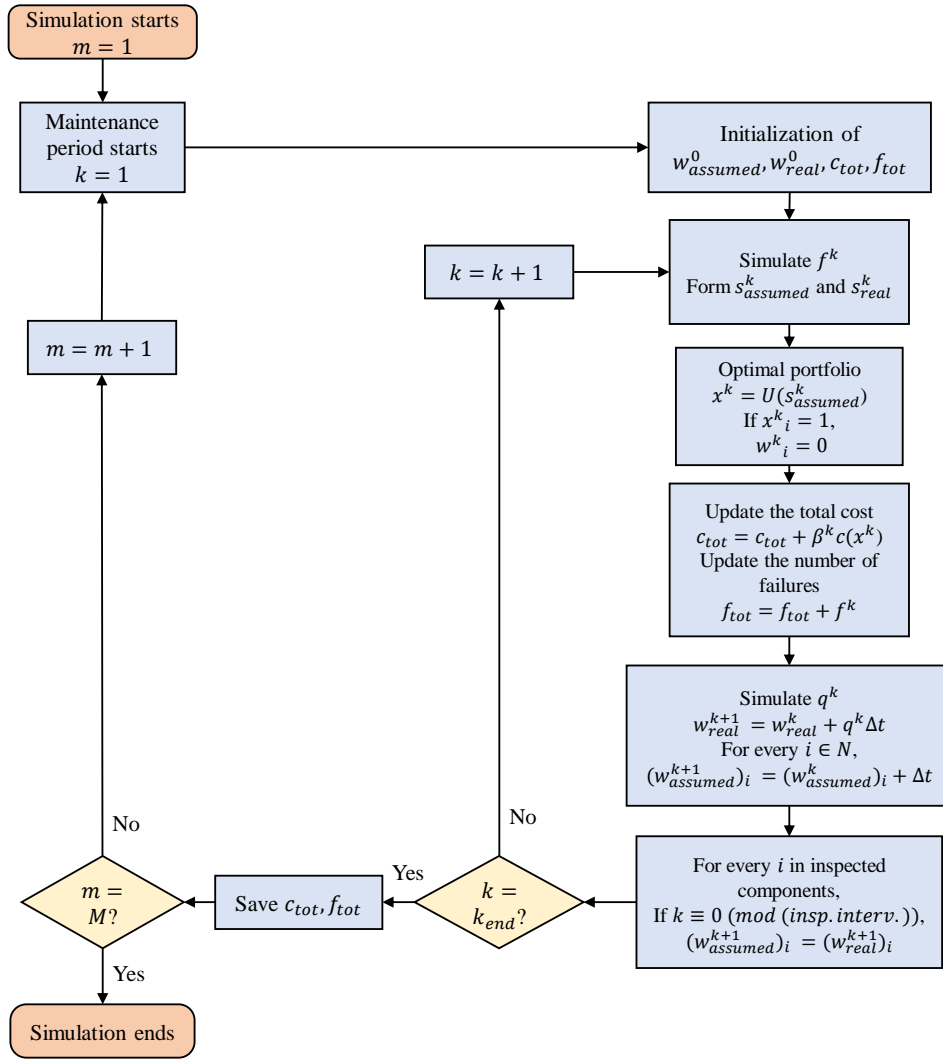 Simulation starts
m = 1
Maintenance
period starts
k = 1
Initialization of
w⁰_assumed, w⁰_real, c_tot, f_tot
k = k + 1
Simulate f^k
Form s^k_assumed and s^k_real
m = m + 1
Optimal portfolio
x^k = U(s^k_assumed)
If x^k_i = 1,
w^k_i = 0
Update the total cost
c_tot = c_tot + β^k c(x^k)
Update the number of
failures
f_tot = f_tot + f^k
Simulate q^k
w^{k+1}_real = w^k_real + q^k Δt
For every i ∈ N,
(w^{k+1}_assumed)_i = (w^k_assumed)_i + Δt
No
No
For every i in inspected
components,
If k ≡ 0 (mod (insp. interv.)),
(w^{k+1}_assumed)_i = (w^{k+1}_real)_i
k =
k_end?
Yes
Save c_tot, f_tot
m =
M?
Yes
Simulation ends